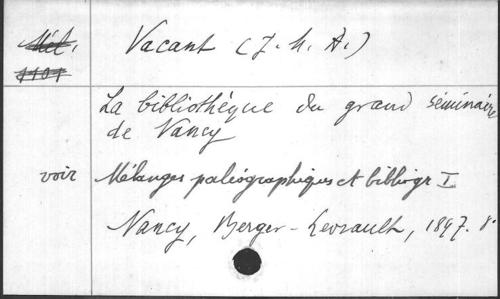 Mél. Vacant (J. M. A.)
1101
La bibliothèque du grand séminaire
de Nancy
voir Mélanges paléographiques et bibliogr I
Nancy, Berger-Levrault, 1897. 8.